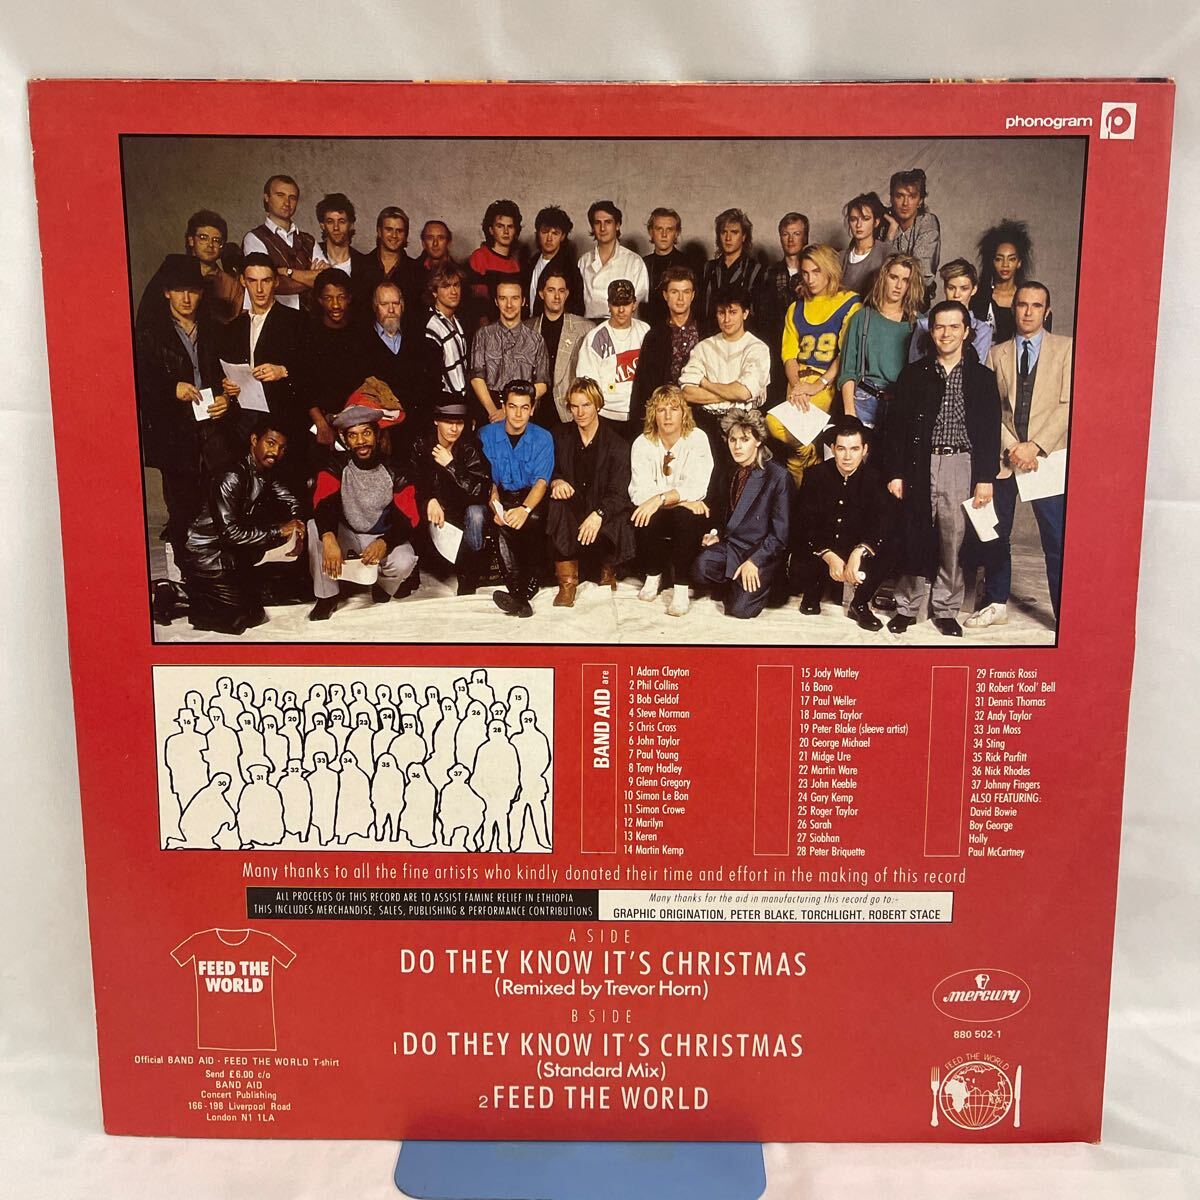 phonogram
39
BAND AID are
1 Adam Clayton
2 Phil Collins
3 Bob Geldof
4 Steve Norman
5 Chris Cross
6 John Taylor
7 Paul Young
8 Tony Hadley
9 Glenn Gregory
10 Simon Le Bon
11 Simon Crowe
12 Marilyn
13 Keren
14 Martin Kemp
15 Jody Watley
16 Bono
17 Paul Weller
18 James Taylor
19 Peter Blake (sleeve artist)
20 George Michael
21 Midge Ure
22 Martin Ware
23 John Keeble
24 Gary Kemp
25 Roger Taylor
26 Sarah
27 Siobhan
28 Peter Briquette
29 Francis Rossi
30 Robert 'Kool' Bell
31 Dennis Thomas
32 Andy Taylor
33 Jon Moss
34 Sting
35 Rick Parfitt
36 Nick Rhodes
37 Johnny Fingers
ALSO FEATURING:
David Bowie
Boy George
Holly
Paul McCartney
Many thanks to all the fine artists who kindly donated their time and effort in the making of this record
ALL PROCEEDS OF THIS RECORD ARE TO ASSIST FAMINE RELIEF IN ETHIOPIA
THIS INCLUDES MERCHANDISE, SALES, PUBLISHING & PERFORMANCE CONTRIBUTIONS
Many thanks for the aid in manufacturing this record go to:-
GRAPHIC ORIGINATION, PETER BLAKE, TORCHLIGHT, ROBERT STACE
A SIDE
DO THEY KNOW IT'S CHRISTMAS
(Remixed by Trevor Horn)
B SIDE
1 DO THEY KNOW IT'S CHRISTMAS
(Standard Mix)
2 FEED THE WORLD
FEED THE
WORLD
Official BAND AID - FEED THE WORLD T-shirt
Send £6.00 c/o
BAND AID
Concert Publishing
166-198 Liverpool Road
London N1 1LA
mercury
880 502-1
FEED THE WORLD